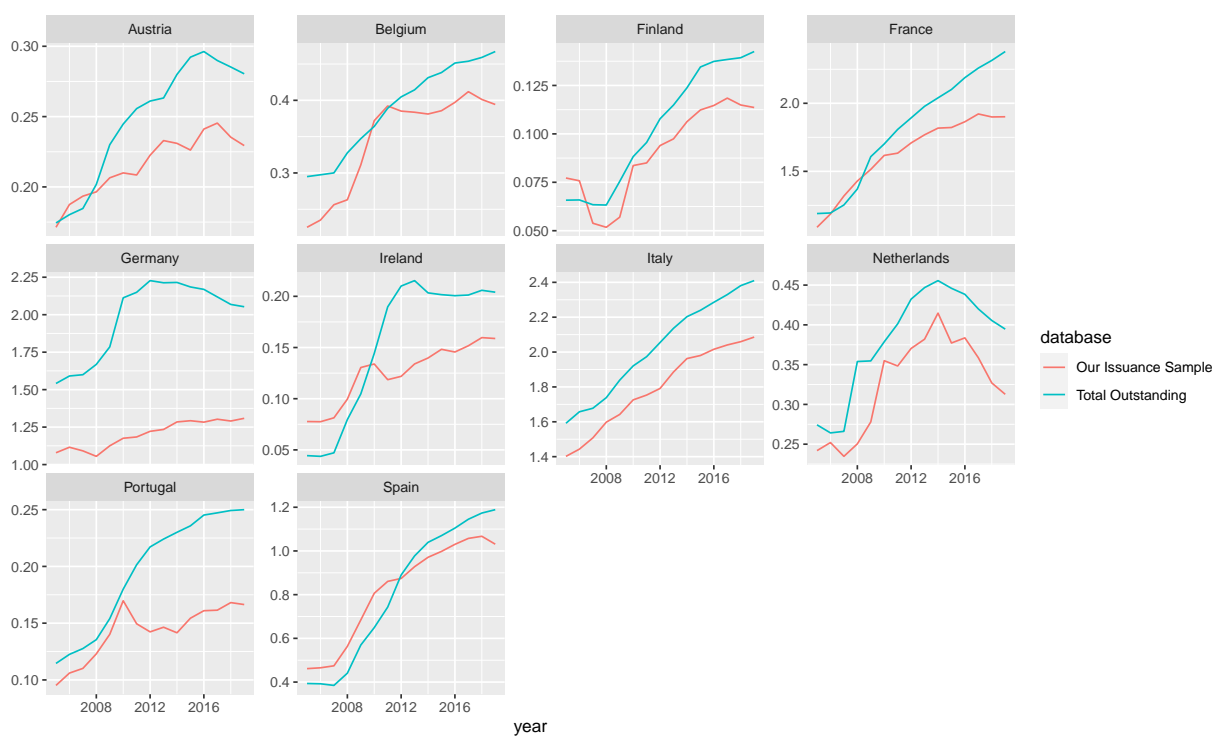 Austria
Belgium
Finland
France
0.30
0.25
0.20
0.4
0.3
0.125
0.100
0.075
0.050
2.0
1.5
Germany
Ireland
Italy
Netherlands
2.25
2.00
1.75
1.50
1.25
1.00
0.20
0.15
0.10
0.05
2.4
2.2
2.0
1.8
1.6
1.4
0.45
0.40
0.35
0.30
0.25
2008 2012 2016
2008 2012 2016
database
Our Issuance Sample
Total Outstanding
Portugal
Spain
0.25
0.20
0.15
0.10
1.2
1.0
0.8
0.6
0.4
2008 2012 2016
2008 2012 2016
year